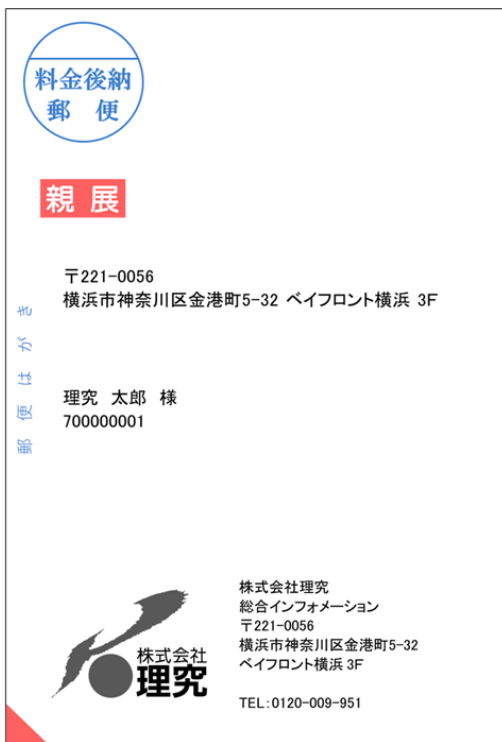 料金後納
郵　便
親 展
〒221-0056
横浜市神奈川区金港町5-32 ベイフロント横浜 3F
郵便はがき
理究　太郎　様
700000001
株式会社
理究
株式会社理究
総合インフォメーション
〒221-0056
横浜市神奈川区金港町5-32
ベイフロント横浜 3F
TEL:0120-009-951